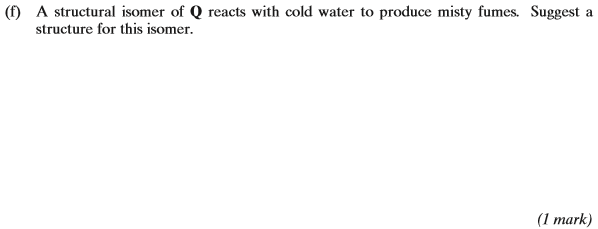 (f) A structural isomer of Q reacts with cold water to produce misty fumes. Suggest a
structure for this isomer.
(1 mark)